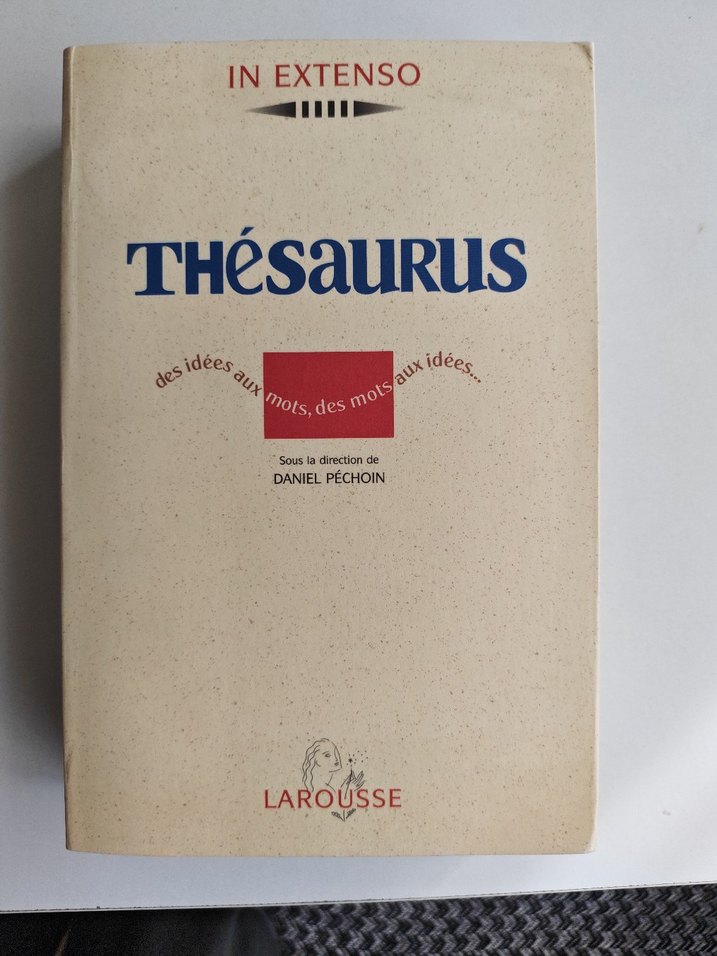 IN EXTENSO
THésaURUS
des idées aux mots, des mots aux idées...
Sous la direction de
DANIEL PÉCHOIN
LAROUSSE